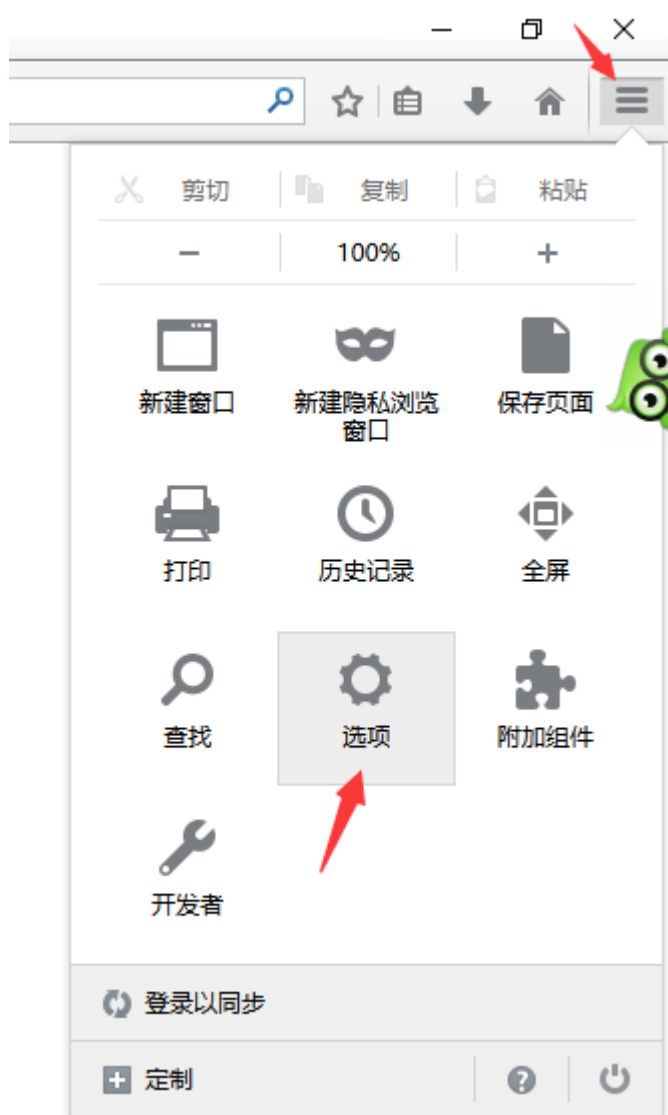 剪切 复制 粘贴
− 100% +
新建窗口 新建隐私浏览 保存页面
窗口
打印 历史记录 全屏
查找 选项 附加组件
开发者
登录以同步
定制